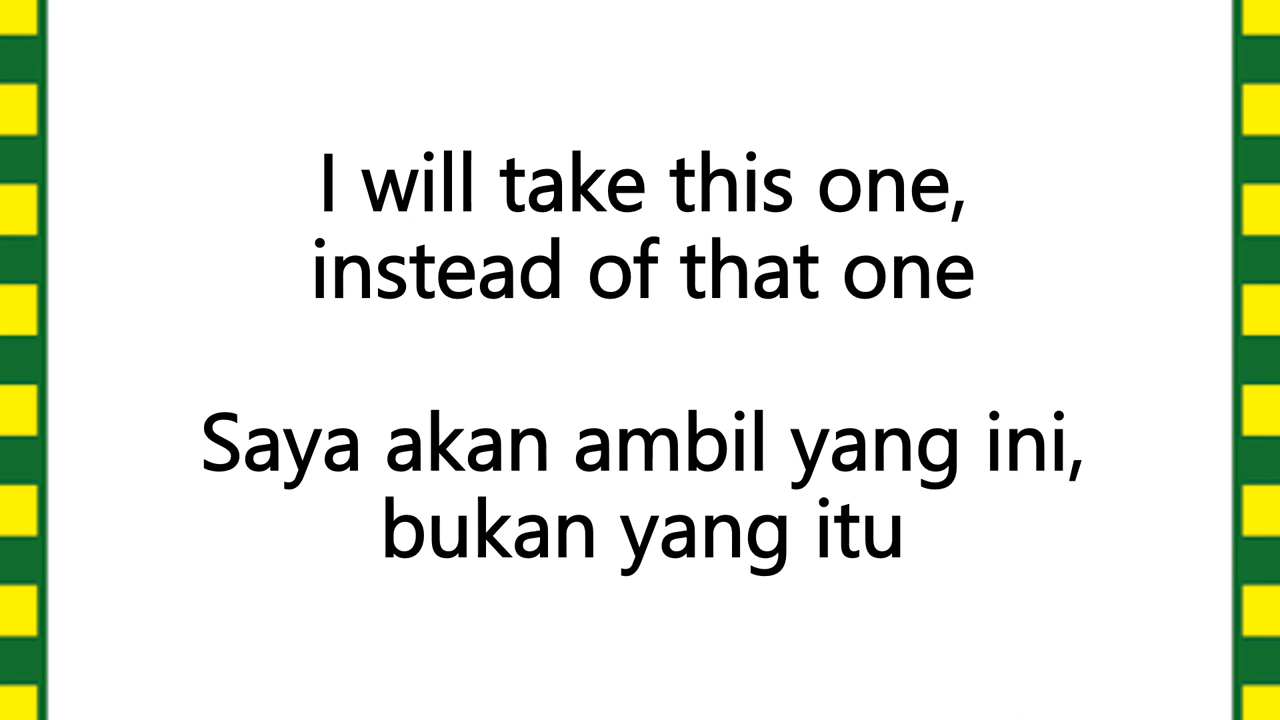 I will take this one,
instead of that one
Saya akan ambil yang ini,
bukan yang itu